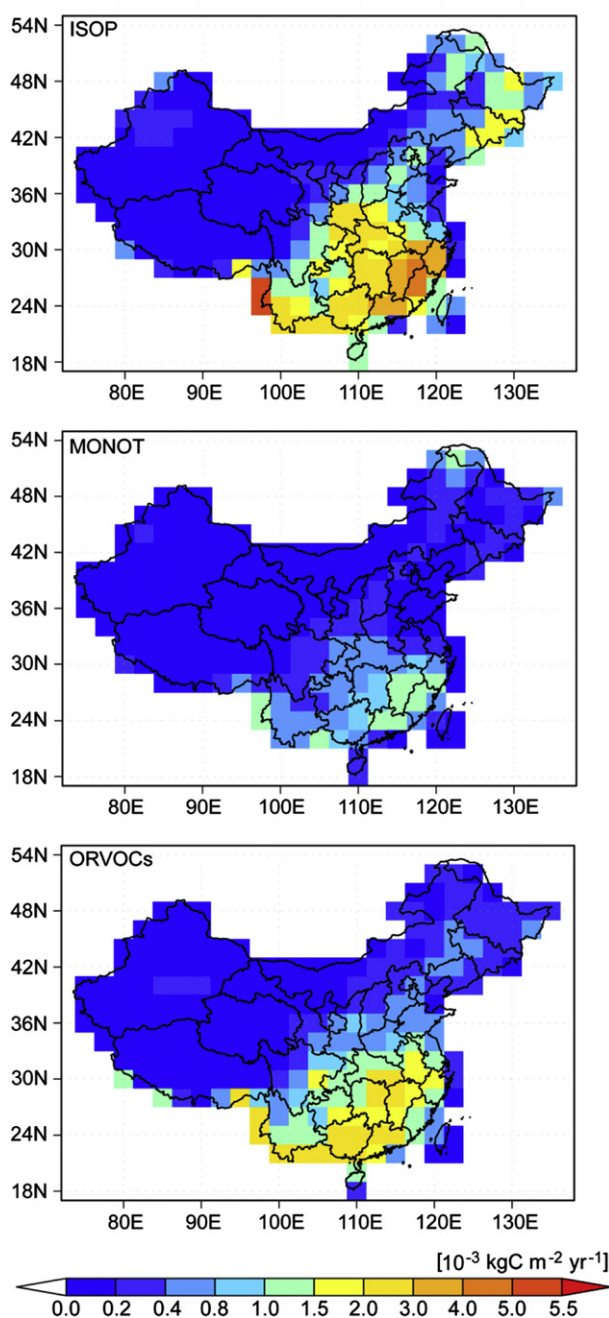 54N
ISOP
48N
42N
36N
30N
24N
18N
80E 90E 100E 110E 120E 130E
54N
MONOT
48N
42N
36N
30N
24N
18N
80E 90E 100E 110E 120E 130E
54N
ORVOCs
48N
42N
36N
30N
24N
18N
80E 90E 100E 110E 120E 130E
[10⁻³ kgC m⁻² yr⁻¹]
0.0 0.2 0.4 0.8 1.0 1.5 2.0 3.0 4.0 5.0 5.5